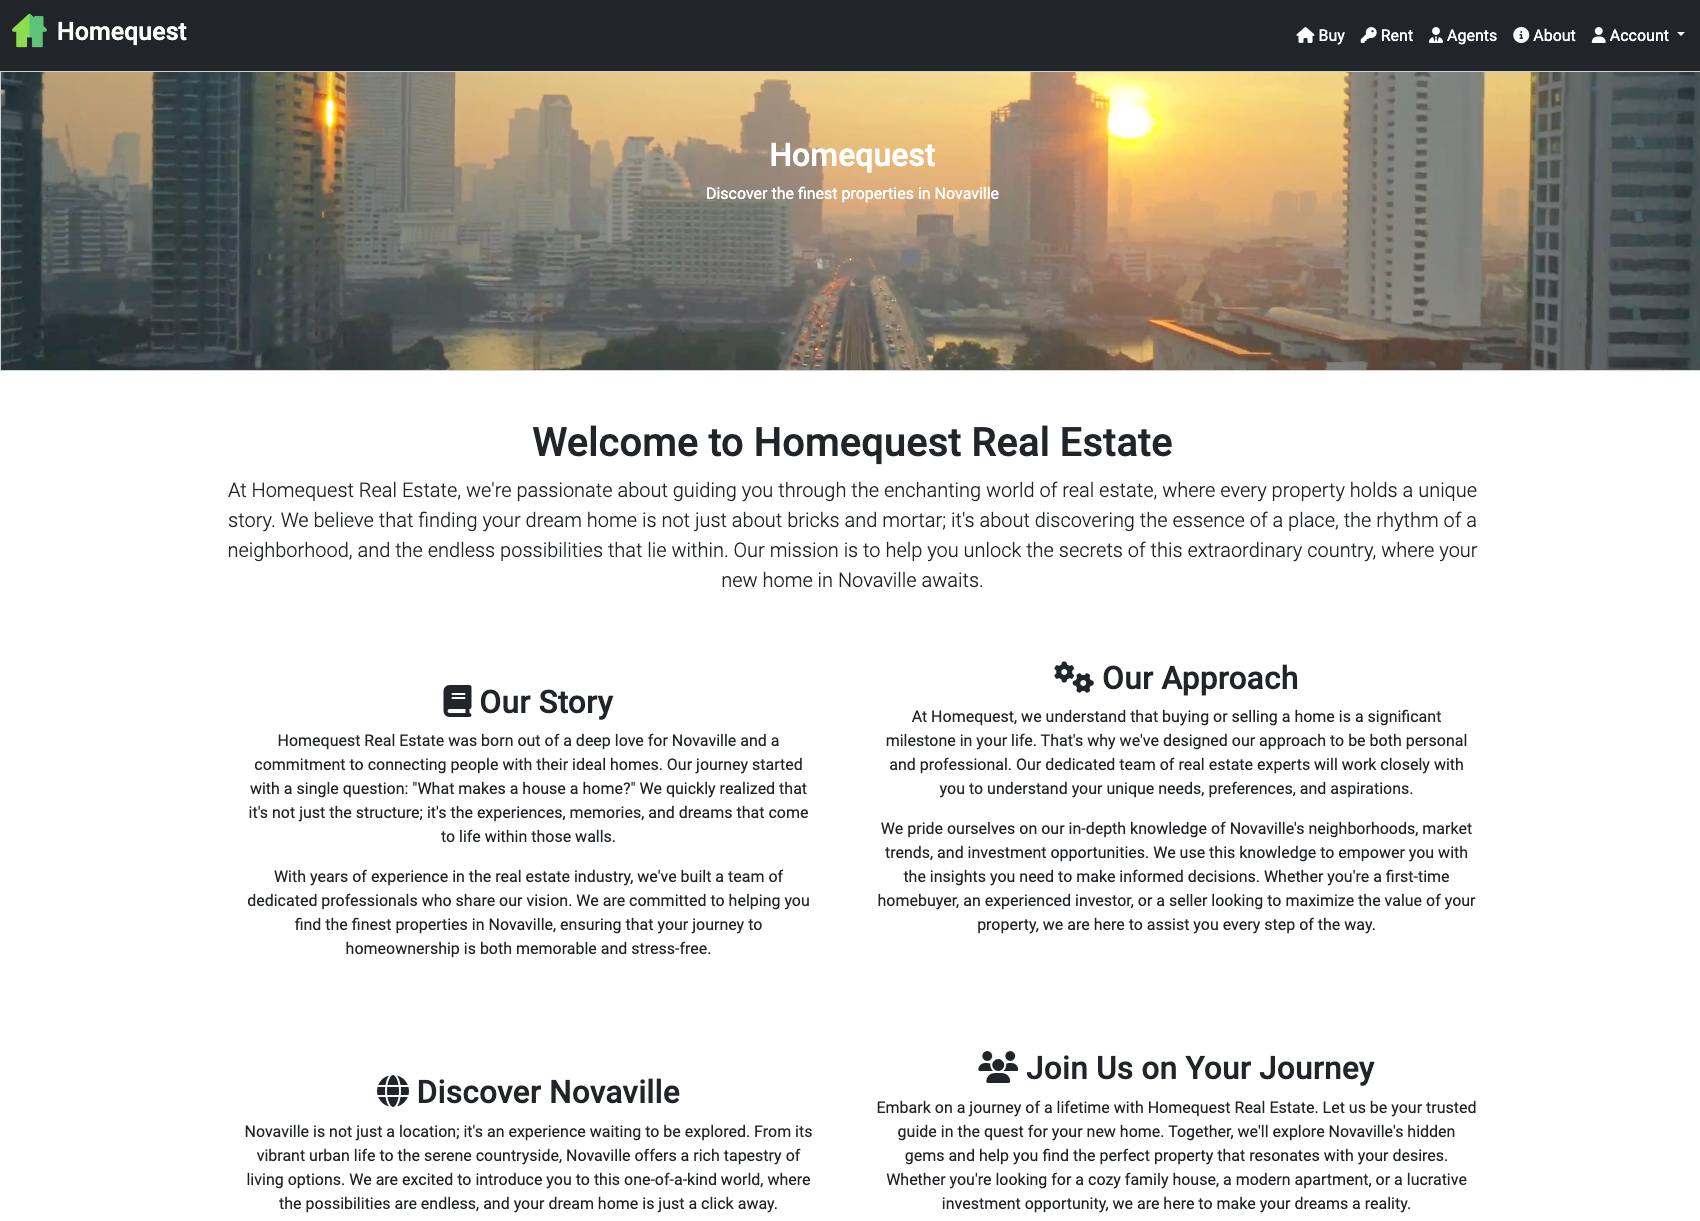 Homequest
Buy
Rent
Agents
About
Account
Homequest
Discover the finest properties in Novaville
Welcome to Homequest Real Estate
At Homequest Real Estate, we're passionate about guiding you through the enchanting world of real estate, where every property holds a unique
story. We believe that finding your dream home is not just about bricks and mortar; it's about discovering the essence of a place, the rhythm of a
neighborhood, and the endless possibilities that lie within. Our mission is to help you unlock the secrets of this extraordinary country, where your
new home in Novaville awaits.
Our Story
Homequest Real Estate was born out of a deep love for Novaville and a
commitment to connecting people with their ideal homes. Our journey started
with a single question: "What makes a house a home?" We quickly realized that
it's not just the structure; it's the experiences, memories, and dreams that come
to life within those walls.
With years of experience in the real estate industry, we've built a team of
dedicated professionals who share our vision. We are committed to helping you
find the finest properties in Novaville, ensuring that your journey to
homeownership is both memorable and stress-free.
Our Approach
At Homequest, we understand that buying or selling a home is a significant
milestone in your life. That's why we've designed our approach to be both personal
and professional. Our dedicated team of real estate experts will work closely with
you to understand your unique needs, preferences, and aspirations.
We pride ourselves on our in-depth knowledge of Novaville's neighborhoods, market
trends, and investment opportunities. We use this knowledge to empower you with
the insights you need to make informed decisions. Whether you're a first-time
homebuyer, an experienced investor, or a seller looking to maximize the value of your
property, we are here to assist you every step of the way.
Discover Novaville
Novaville is not just a location; it's an experience waiting to be explored. From its
vibrant urban life to the serene countryside, Novaville offers a rich tapestry of
living options. We are excited to introduce you to this one-of-a-kind world, where
the possibilities are endless, and your dream home is just a click away.
Join Us on Your Journey
Embark on a journey of a lifetime with Homequest Real Estate. Let us be your trusted
guide in the quest for your new home. Together, we'll explore Novaville's hidden
gems and help you find the perfect property that resonates with your desires.
Whether you're looking for a cozy family house, a modern apartment, or a lucrative
investment opportunity, we are here to make your dreams a reality.